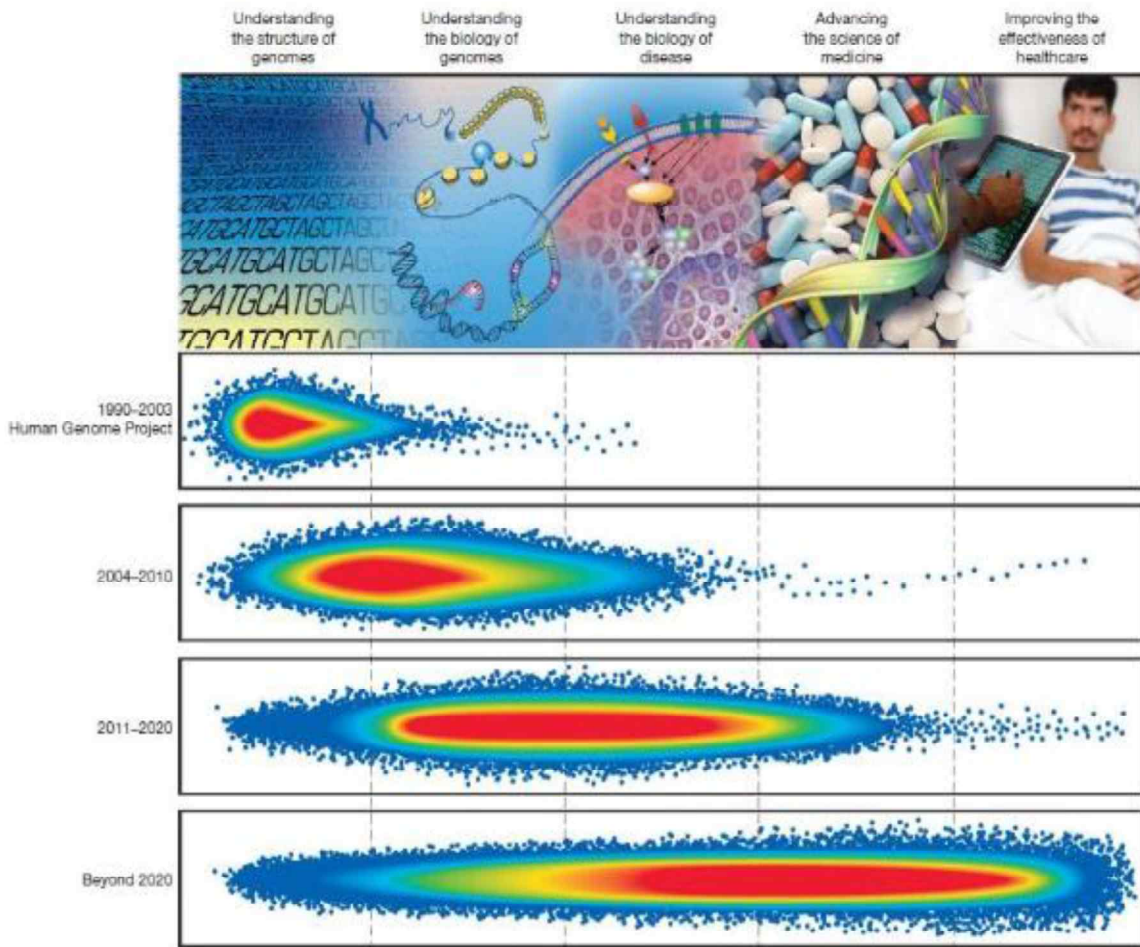 Understanding
the structure of
genomes
Understanding
the biology of
genomes
Understanding
the biology of
disease
Advancing
the science of
medicine
Improving the
effectiveness of
healthcare
GCATGCATGCATGC
1990–2003
Human Genome Project
2004–2010
2011–2020
Beyond 2020